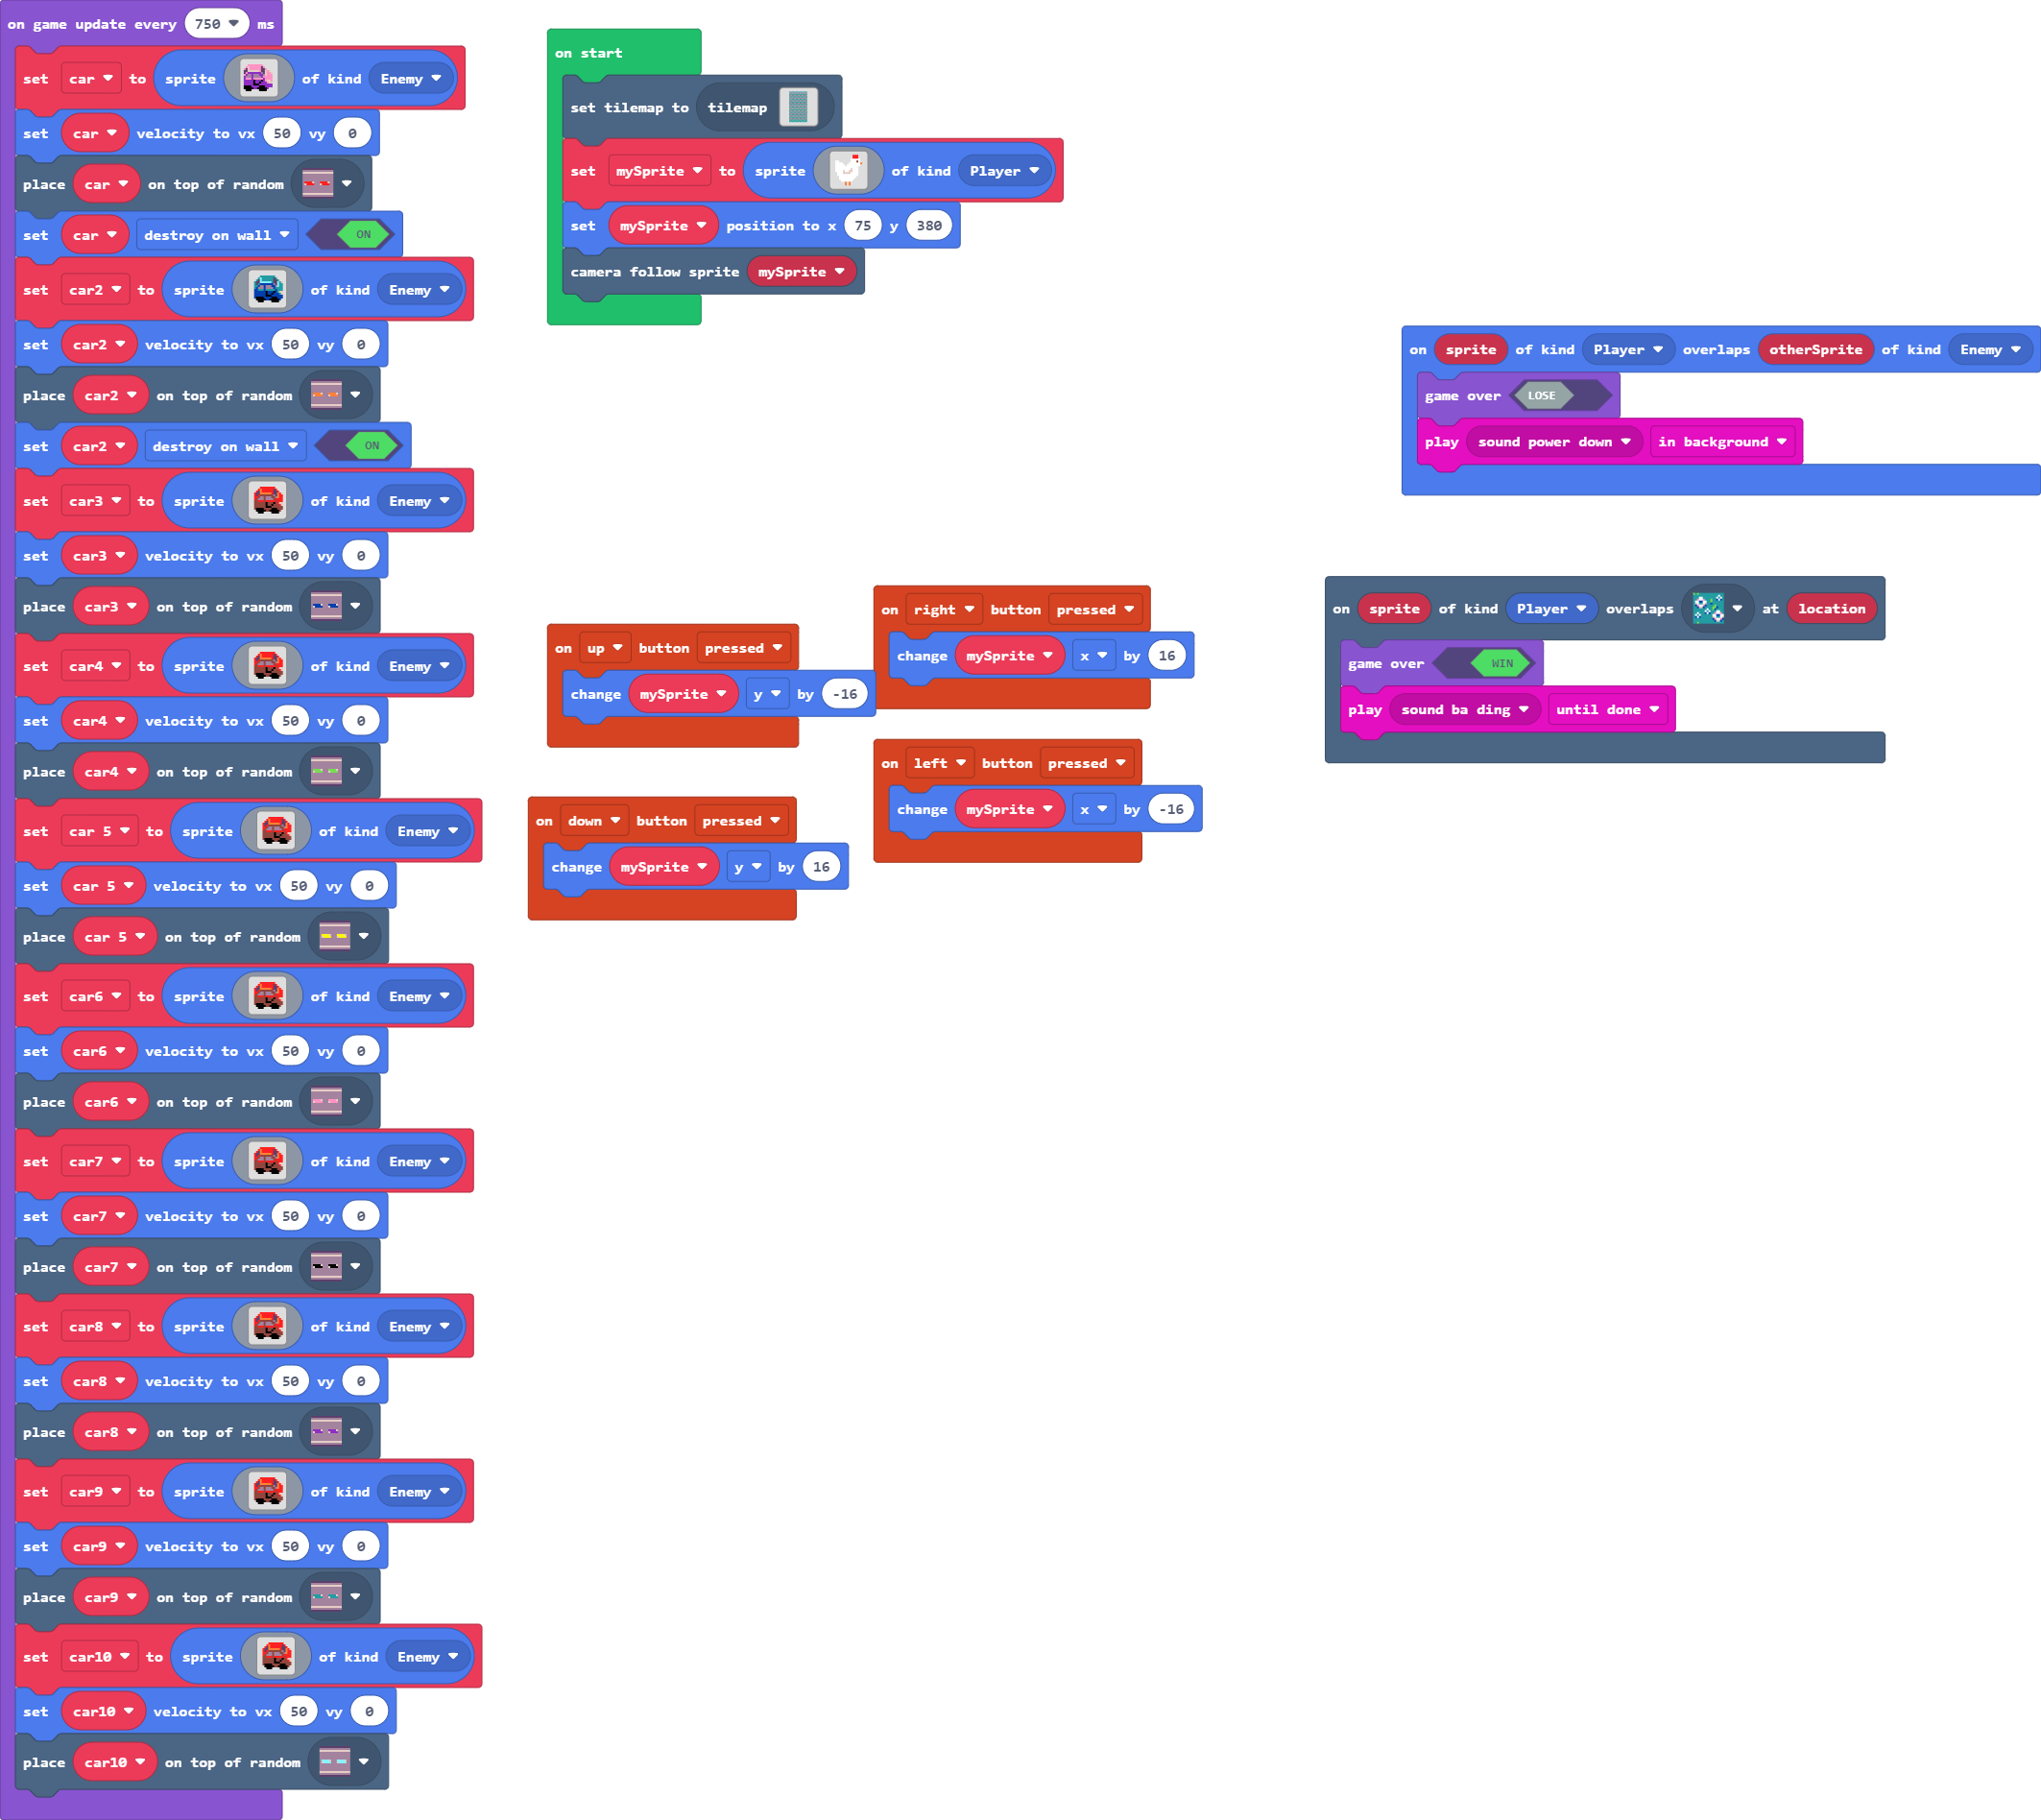 on game update every 750 ms
set car to sprite of kind Enemy
set car velocity to vx 50 vy 0
place car on top of random
set car destroy on wall ON
set car2 to sprite of kind Enemy
set car2 velocity to vx 50 vy 0
place car2 on top of random
set car2 destroy on wall ON
set car3 to sprite of kind Enemy
set car3 velocity to vx 50 vy 0
place car3 on top of random
set car4 to sprite of kind Enemy
set car4 velocity to vx 50 vy 0
place car4 on top of random
set car 5 to sprite of kind Enemy
set car 5 velocity to vx 50 vy 0
place car 5 on top of random
set car6 to sprite of kind Enemy
set car6 velocity to vx 50 vy 0
place car6 on top of random
set car7 to sprite of kind Enemy
set car7 velocity to vx 50 vy 0
place car7 on top of random
set car8 to sprite of kind Enemy
set car8 velocity to vx 50 vy 0
place car8 on top of random
set car9 to sprite of kind Enemy
set car9 velocity to vx 50 vy 0
place car9 on top of random
set car10 to sprite of kind Enemy
set car10 velocity to vx 50 vy 0
place car10 on top of random
on start
set tilemap to tilemap
set mySprite to sprite of kind Player
set mySprite position to x 75 y 380
camera follow sprite mySprite
on up button pressed
change mySprite y by -16
on down button pressed
change mySprite y by 16
on right button pressed
change mySprite x by 16
on left button pressed
change mySprite x by -16
on sprite of kind Player overlaps otherSprite of kind Enemy
game over LOSE
play sound power down in background
on sprite of kind Player overlaps at location
game over WIN
play sound ba ding until done